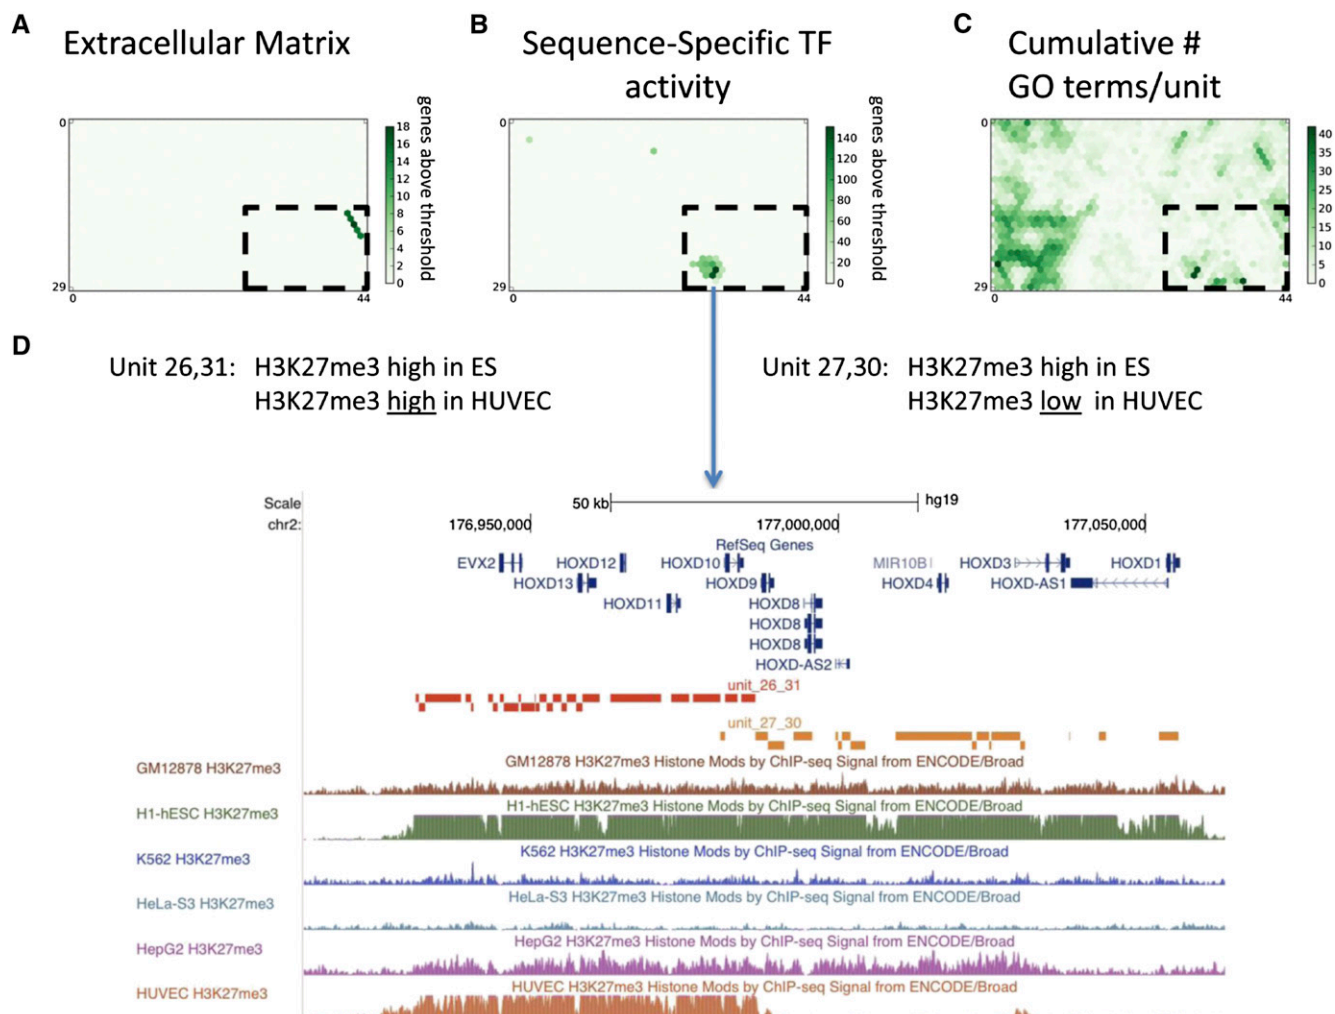 A
Extracellular Matrix
B
Sequence-Specific TF
activity
C
Cumulative #
GO terms/unit
0
29
0
44
18
16
14
12
10
8
6
4
2
0
genes above threshold
0
29
0
44
140
120
100
80
60
40
20
0
genes above threshold
0
29
0
44
40
35
30
25
20
15
10
5
0
D
Unit 26,31: H3K27me3 high in ES
H3K27me3 high in HUVEC
Unit 27,30: H3K27me3 high in ES
H3K27me3 low in HUVEC
Scale 50 kb hg19
chr2: 176,950,000 177,000,000 177,050,000
RefSeq Genes
EVX2 HOXD12 HOXD10 MIR10B HOXD3 HOXD1
HOXD13 HOXD9 HOXD4 HOXD-AS1
HOXD11 HOXD8
HOXD8
HOXD8
HOXD-AS2
unit_26_31
unit_27_30
GM12878 H3K27me3 GM12878 H3K27me3 Histone Mods by ChIP-seq Signal from ENCODE/Broad
H1-hESC H3K27me3 H1-hESC H3K27me3 Histone Mods by ChIP-seq Signal from ENCODE/Broad
K562 H3K27me3 K562 H3K27me3 Histone Mods by ChIP-seq Signal from ENCODE/Broad
HeLa-S3 H3K27me3 HeLa-S3 H3K27me3 Histone Mods by ChIP-seq Signal from ENCODE/Broad
HepG2 H3K27me3 HepG2 H3K27me3 Histone Mods by ChIP-seq Signal from ENCODE/Broad
HUVEC H3K27me3 HUVEC H3K27me3 Histone Mods by ChIP-seq Signal from ENCODE/Broad